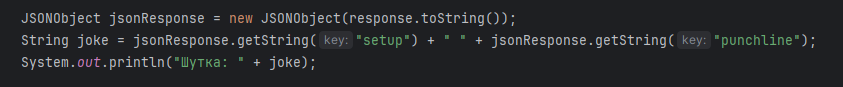 JSONObject jsonResponse = new JSONObject(response.toString());
String joke = jsonResponse.getString( key: "setup") + " " + jsonResponse.getString( key: "punchline");
System.out.println("Шутка: " + joke);